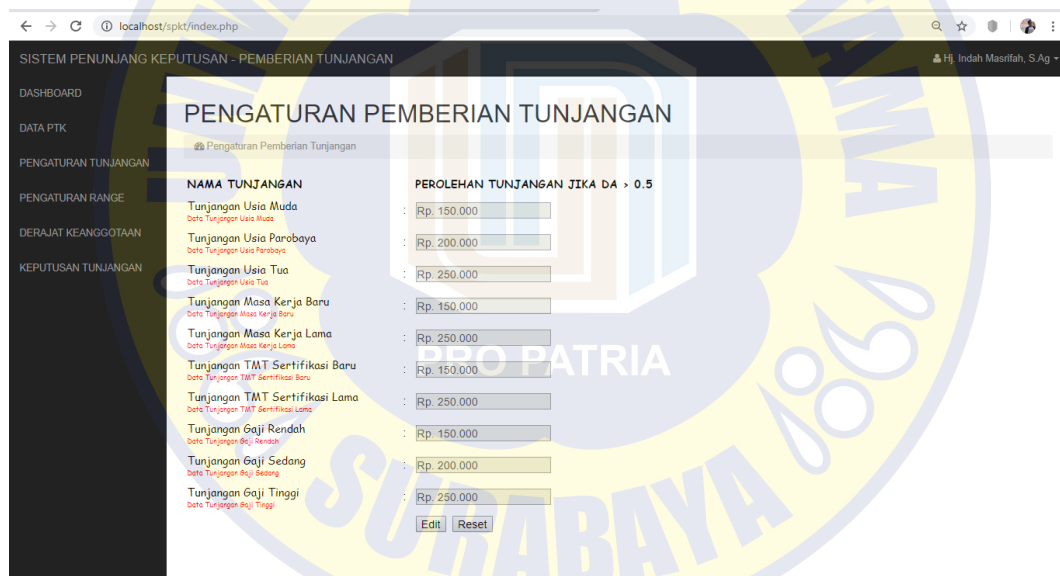 localhost/spkt/index.php
SISTEM PENUNJANG KEPUTUSAN - PEMBERIAN TUNJANGAN
Hj. Indah Masrifah, S.Ag
DASHBOARD
DATA PTK
PENGATURAN TUNJANGAN
PENGATURAN RANGE
DERAJAT KEANGGOTAAN
KEPUTUSAN TUNJANGAN
PENGATURAN PEMBERIAN TUNJANGAN
Pengaturan Pemberian Tunjangan
NAMA TUNJANGAN PEROLEHAN TUNJANGAN JIKA DA > 0.5
Tunjangan Usia Muda : Rp. 150.000
Data Tunjangan Usia Muda
Tunjangan Usia Parobaya : Rp. 200.000
Data Tunjangan Usia Parobaya
Tunjangan Usia Tua : Rp. 250.000
Data Tunjangan Usia Tua
Tunjangan Masa Kerja Baru : Rp. 150.000
Data Tunjangan Masa Kerja Baru
Tunjangan Masa Kerja Lama : Rp. 250.000
Data Tunjangan Masa Kerja Lama
Tunjangan TMT Sertifikasi Baru : Rp. 150.000
Data Tunjangan TMT Sertifikasi Baru
Tunjangan TMT Sertifikasi Lama : Rp. 250.000
Data Tunjangan TMT Sertifikasi Lama
Tunjangan Gaji Rendah : Rp. 150.000
Data Tunjangan Gaji Rendah
Tunjangan Gaji Sedang : Rp. 200.000
Data Tunjangan Gaji Sedang
Tunjangan Gaji Tinggi : Rp. 250.000
Data Tunjangan Gaji Tinggi
Edit Reset
PRO PATRIA
SURABAYA